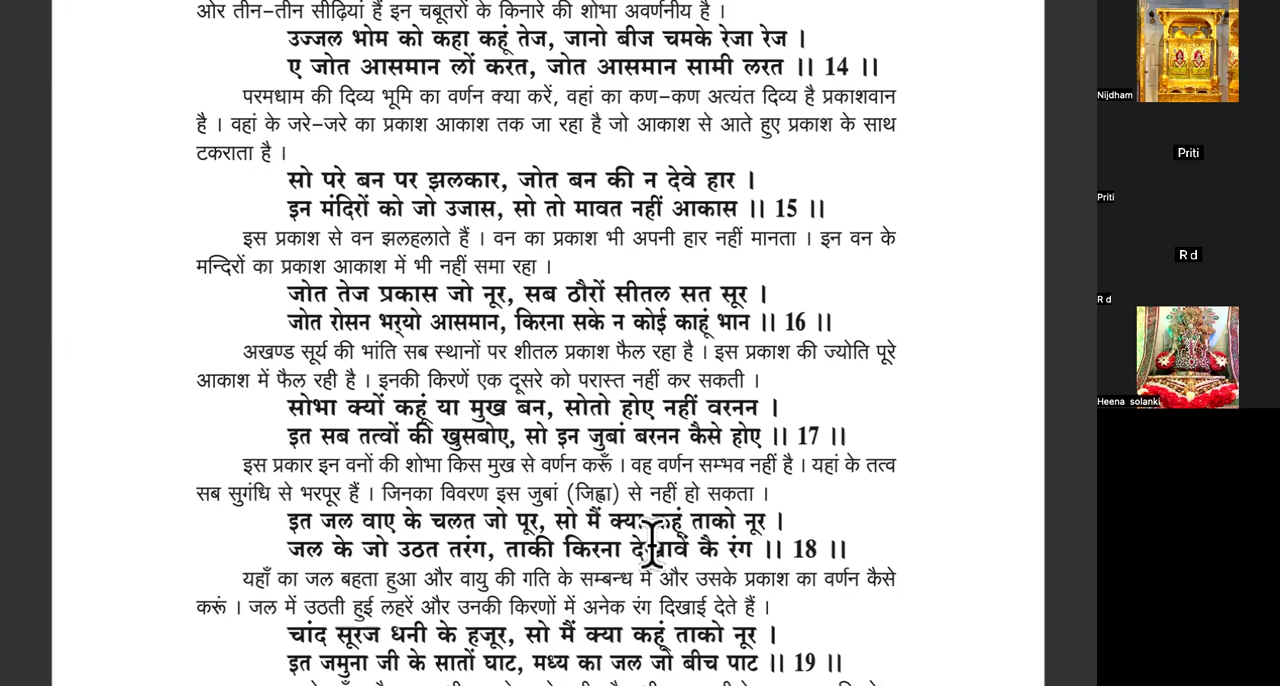 ओर तीन-तीन सीढ़ियां हैं इन चबूतरों के किनारे की शोभा अवर्णनीय है ।
उज्जल भोम को कहा कहूं तेज, जानो बीज चमके रेजा रेज ।
ए जोत आसमान लों करत, जोत आसमान सामी लरत ।। 14 ।।
परमधाम की दिव्य भूमि का वर्णन क्या करें, वहां का कण-कण अत्यंत दिव्य है प्रकाशवान
है । वहां के जरे-जरे का प्रकाश आकाश तक जा रहा है जो आकाश से आते हुए प्रकाश के साथ
टकराता है ।
सो परे बन पर झलकार, जोत बन की न देवे हार ।
इन मंदिरों को जो उजास, सो तो मावत नहीं आकास ।। 15 ।।
इस प्रकाश से वन झलहलाते हैं । वन का प्रकाश भी अपनी हार नहीं मानता । इन वन के
मन्दिरों का प्रकाश आकाश में भी नहीं समा रहा ।
जोत तेज प्रकास जो नूर, सब ठौरों सीतल सत सूर ।
जोत रोसन भर्‌यो आसमान, किरना सके न कोई काहूं भान ।। 16 ।।
अखण्ड सूर्य की भांति सब स्थानों पर शीतल प्रकाश फैल रहा है । इस प्रकाश की ज्योति पूरे
आकाश में फैल रही है । इनकी किरणें एक दूसरे को परास्त नहीं कर सकती ।
सोभा क्यों कहूं या मुख बन, सोतो होए नहीं वरनन ।
इत सब तत्वों की खुसबोए, सो इन जुबां बरनन कैसे होए ।। 17 ।।
इस प्रकार इन वनों की शोभा किस मुख से वर्णन करूँ । वह वर्णन सम्भव नहीं है । यहां के तत्व
सब सुगंधि से भरपूर हैं । जिनका विवरण इस जुबां (जिह्वा) से नहीं हो सकता ।
इत जल वाए के चलत जो पूर, सो मैं क्या कहूं ताको नूर ।
जल के जो उठत तरंग, ताकी किरना देखावें कै रंग ।। 18 ।।
यहाँ का जल बहता हुआ और वायु की गति के सम्बन्ध में और उसके प्रकाश का वर्णन कैसे
करूं । जल में उठती हुई लहरें और उनकी किरणों में अनेक रंग दिखाई देते हैं ।
चांद सूरज धनी के हजूर, सो मैं क्या कहूं ताको नूर ।
इत जमुना जी के सातों घाट, मध्य का जल जो बीच पाट ।। 19 ।।
Nijdham
Priti
Priti
R d
R d
Heena solanki